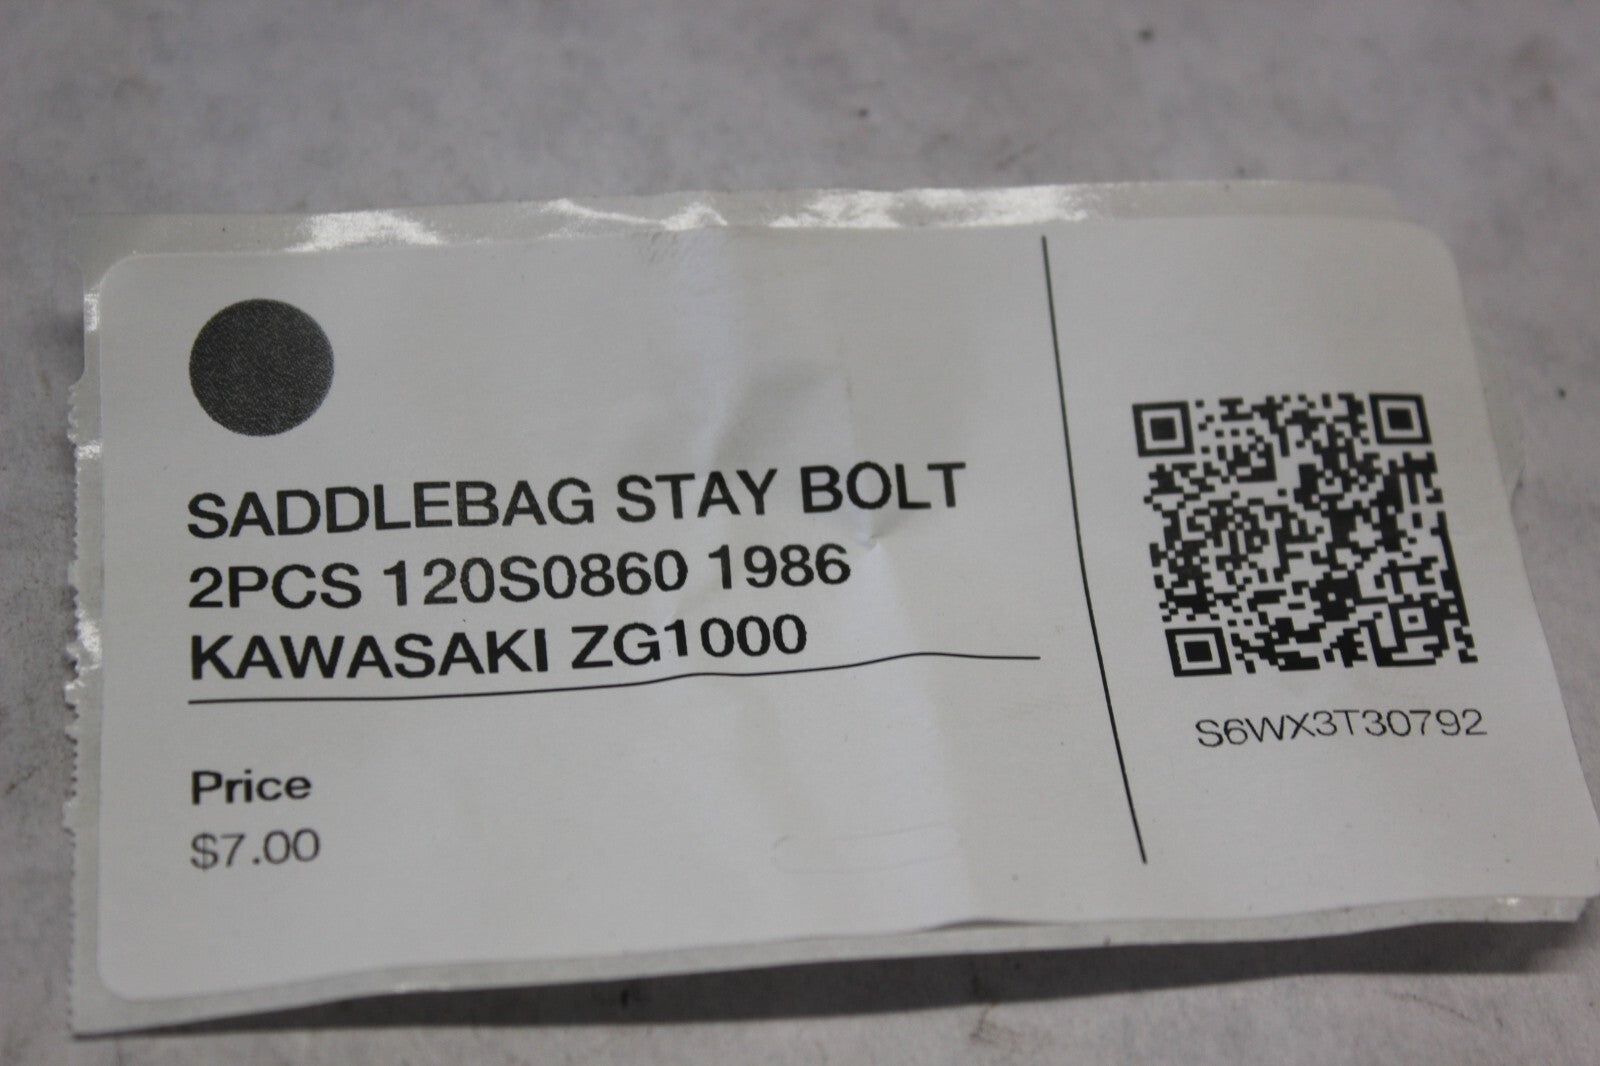 SADDLEBAG STAY BOLT
2PCS 120S0860 1986
KAWASAKI ZG1000
Price
$7.00
S6WX3T30792